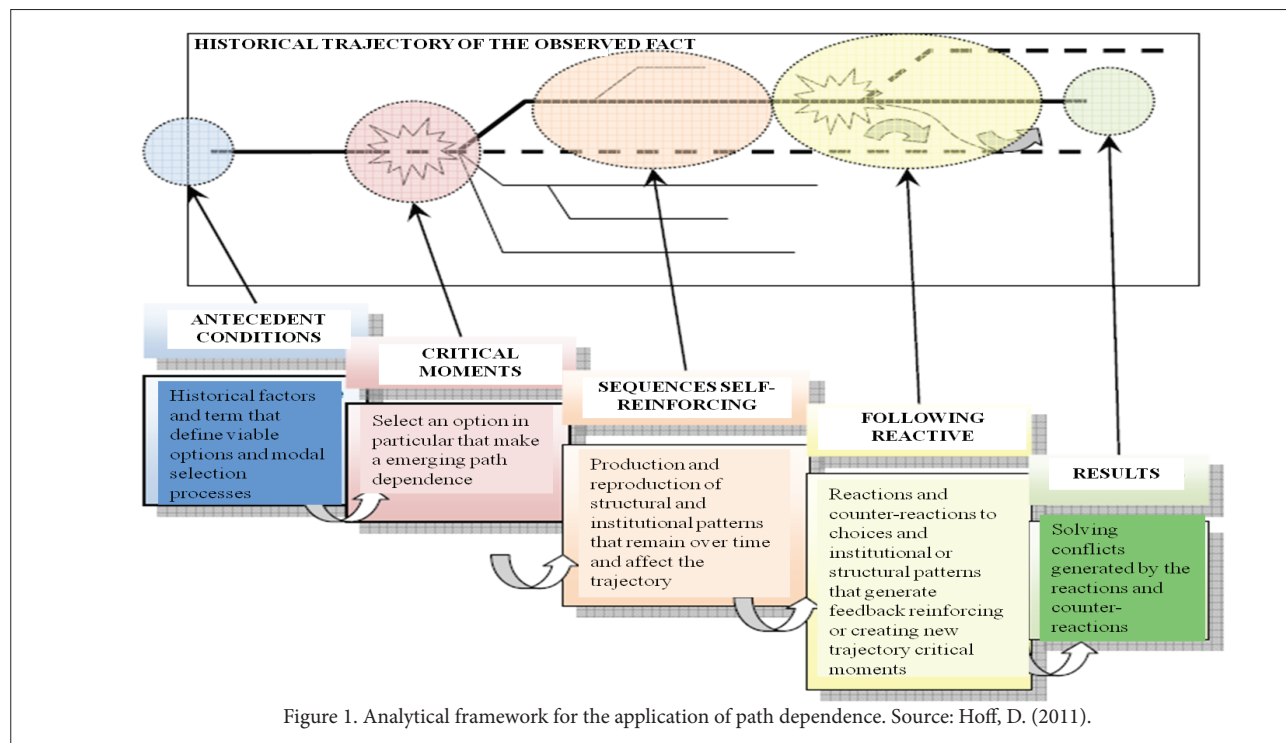 HISTORICAL TRAJECTORY OF THE OBSERVED FACT
ANTECEDENT
CONDITIONS
Historical factors
and term that
define viable
options and modal
selection
processes
CRITICAL
MOMENTS
Select an option in
particular that make
a emerging path
dependence
SEQUENCES SELF-
REINFORCING
Production and
reproduction of
structural and
institutional patterns
that remain over time
and affect the
trajectory
FOLLOWING
REACTIVE
Reactions and
counter-reactions to
choices and
institutional or
structural patterns
that generate
feedback reinforcing
or creating new
trajectory critical
moments
RESULTS
Solving
conflicts
generated by the
reactions and
counter-
reactions
Figure 1. Analytical framework for the application of path dependence. Source: Hoff, D. (2011).